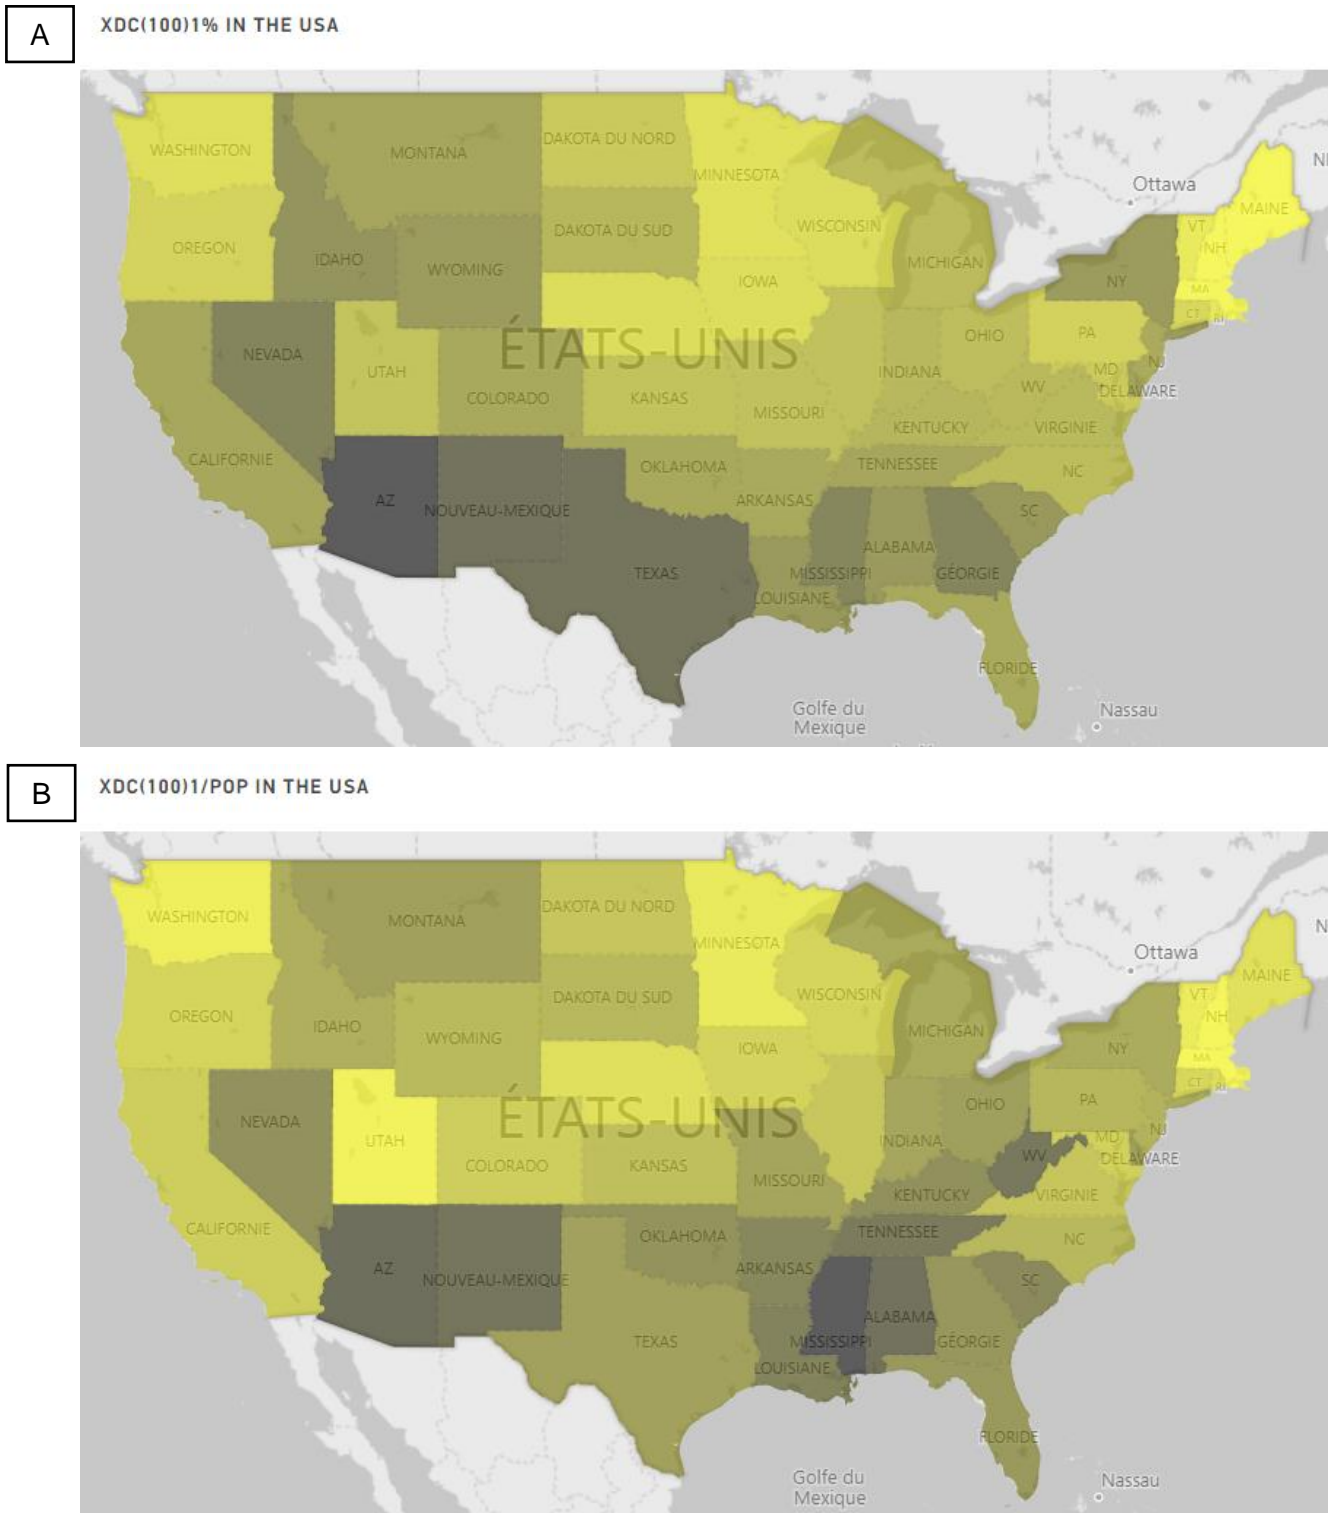 A
XDC(100)1% IN THE USA
WASHINGTON
MONTANA
DAKOTA DU NORD
MINNESOTA
Ottawa
MAINE
OREGON
IDAHO
WYOMING
DAKOTA DU SUD
WISCONSIN
MICHIGAN
VT
NH
NY
MA
CT
RI
IOWA
NEVADA
UTAH
COLORADO
ÉTATS-UNIS
KANSAS
MISSOURI
INDIANA
OHIO
PA
NJ
MD
DELAWARE
WV
KENTUCKY
VIRGINIE
CALIFORNIE
AZ
NOUVEAU-MEXIQUE
OKLAHOMA
ARKANSAS
TENNESSEE
NC
SC
TEXAS
MISSISSIPPI
ALABAMA
GÉORGIE
LOUISIANE
FLORIDE
Golfe du
Mexique
Nassau
B
XDC(100)1/POP IN THE USA
WASHINGTON
MONTANA
DAKOTA DU NORD
MINNESOTA
Ottawa
MAINE
OREGON
IDAHO
WYOMING
DAKOTA DU SUD
WISCONSIN
MICHIGAN
VT
NH
NY
MA
CT
RI
IOWA
NEVADA
UTAH
COLORADO
ÉTATS-UNIS
KANSAS
MISSOURI
INDIANA
OHIO
PA
NJ
MD
DELAWARE
WV
KENTUCKY
VIRGINIE
CALIFORNIE
AZ
NOUVEAU-MEXIQUE
OKLAHOMA
ARKANSAS
TENNESSEE
NC
SC
TEXAS
MISSISSIPPI
ALABAMA
GÉORGIE
LOUISIANE
FLORIDE
Golfe du
Mexique
Nassau